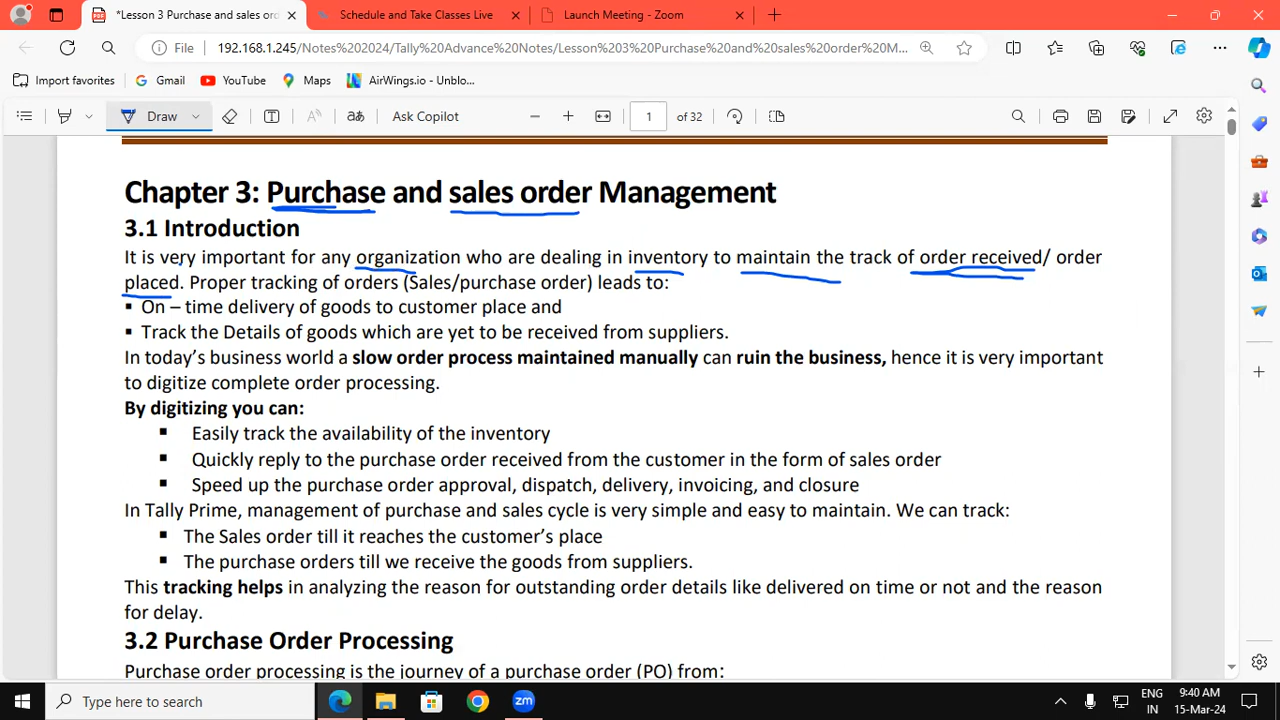 *Lesson 3 Purchase and sales ord
Schedule and Take Classes Live
Launch Meeting - Zoom
File
192.168.1.245/Notes%202024/Tally%20Advance%20Notes/Lesson%203%20Purchase%20and%20sales%20order%20M...
Import favorites
Gmail
YouTube
Maps
AirWings.io - Unblo...
Draw
Ask Copilot
1 of 32
Chapter 3: Purchase and sales order Management
3.1 Introduction
It is very important for any organization who are dealing in inventory to maintain the track of order received/ order
placed. Proper tracking of orders (Sales/purchase order) leads to:
▪ On – time delivery of goods to customer place and
▪ Track the Details of goods which are yet to be received from suppliers.
In today's business world a slow order process maintained manually can ruin the business, hence it is very important
to digitize complete order processing.
By digitizing you can:
▪ Easily track the availability of the inventory
▪ Quickly reply to the purchase order received from the customer in the form of sales order
▪ Speed up the purchase order approval, dispatch, delivery, invoicing, and closure
In Tally Prime, management of purchase and sales cycle is very simple and easy to maintain. We can track:
▪ The Sales order till it reaches the customer's place
▪ The purchase orders till we receive the goods from suppliers.
This tracking helps in analyzing the reason for outstanding order details like delivered on time or not and the reason
for delay.
3.2 Purchase Order Processing
Purchase order processing is the journey of a purchase order (PO) from:
Type here to search
zm
ENG
IN
9:40 AM
15-Mar-24